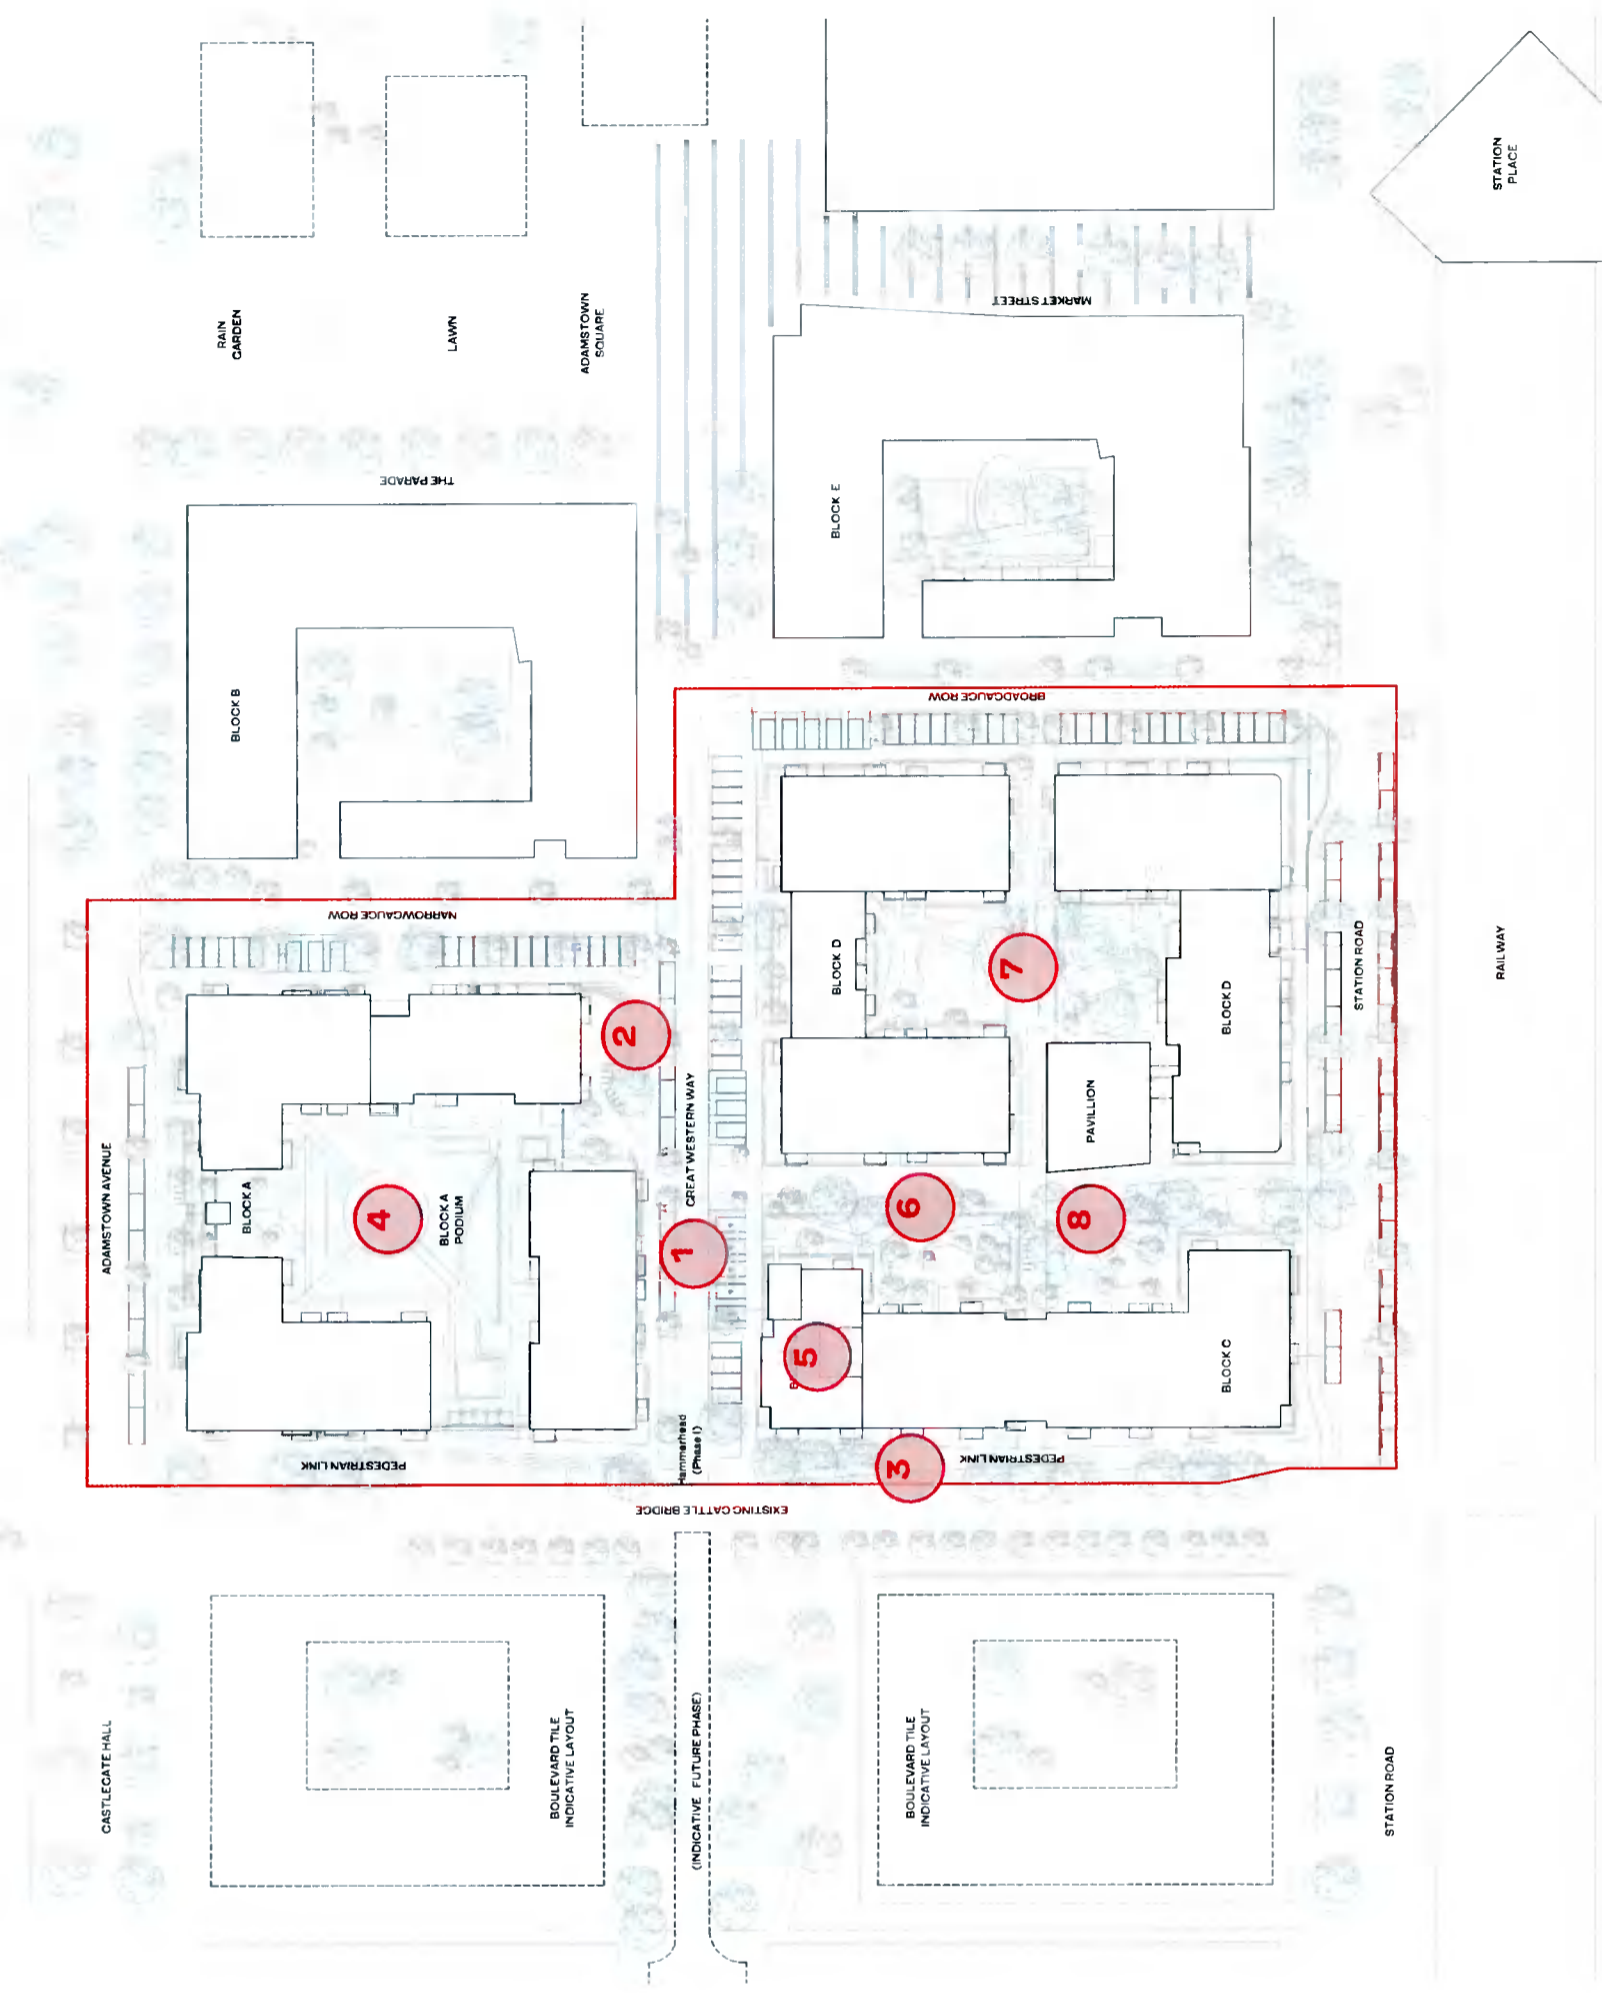 CASTLEGATE HALL
ADAMSTOWN AVENUE
RAIN
GARDEN
BLOCK B
BLOCK A
PEDESTRIAN LINK
NARROWGAUGE ROW
4
THE PARADE
LAWN
BLOCK A
PODIUM
BOULEVARD TILE
INDICATIVE LAYOUT
ADAMSTOWN
SQUARE
2
EXISTING CATTLE BRIDGE
(INDICATIVE FUTURE PHASE)
Hammerhead
(Phase I)
1
GREAT WESTERN WAY
5
BLOCK D
BLOCK E
3
6
BOULEVARD TILE
INDICATIVE LAYOUT
PEDESTRIAN LINK
BROADGAUGE ROW
7
MARKET STREET
8
PAVILLION
BLOCK C
BLOCK D
STATION ROAD
STATION ROAD
RAILWAY
STATION
PLACE